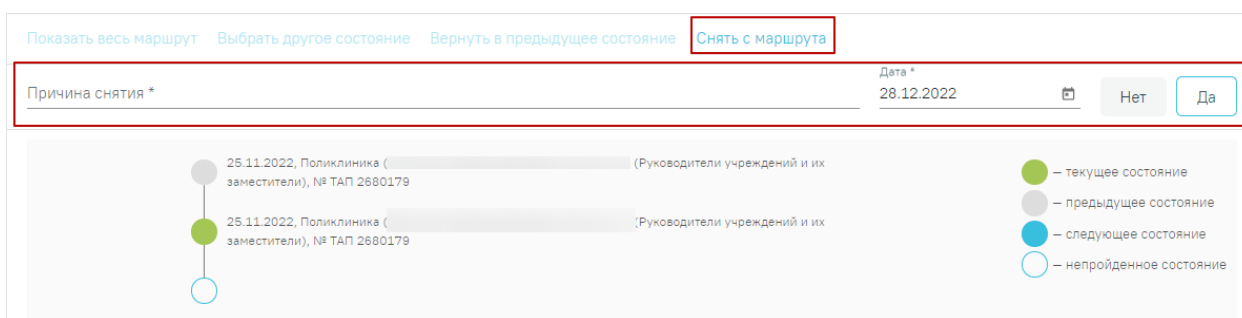 Показать весь маршрут Выбрать другое состояние Вернуть в предыдущее состояние Снять с маршрута
Дата *
Причина снятия * 28.12.2022 Нет Да
25.11.2022, Поликлиника ( (Руководители учреждений и их
заместители), № ТАП 2680179
25.11.2022, Поликлиника ( (Руководители учреждений и их
заместители), № ТАП 2680179
– текущее состояние
– предыдущее состояние
– следующее состояние
– непройденное состояние